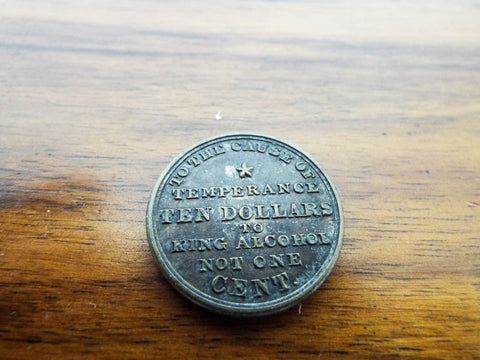 TO THE CAUSE OF
TEMPERANCE
TEN DOLLARS
TO
KING ALCOHOL
NOT ONE
CENT.